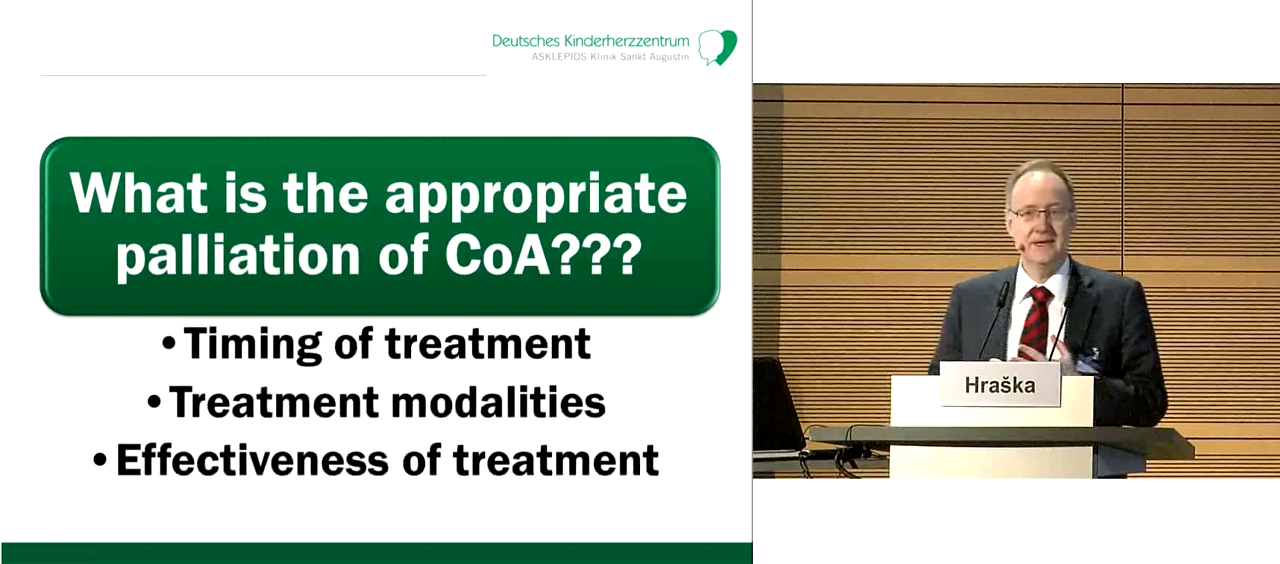 Deutsches Kinderherzzentrum
ASKLEPIOS Klinik Sankt Augustin
What is the appropriate
palliation of CoA???
•Timing of treatment
•Treatment modalities
•Effectiveness of treatment
Hraška